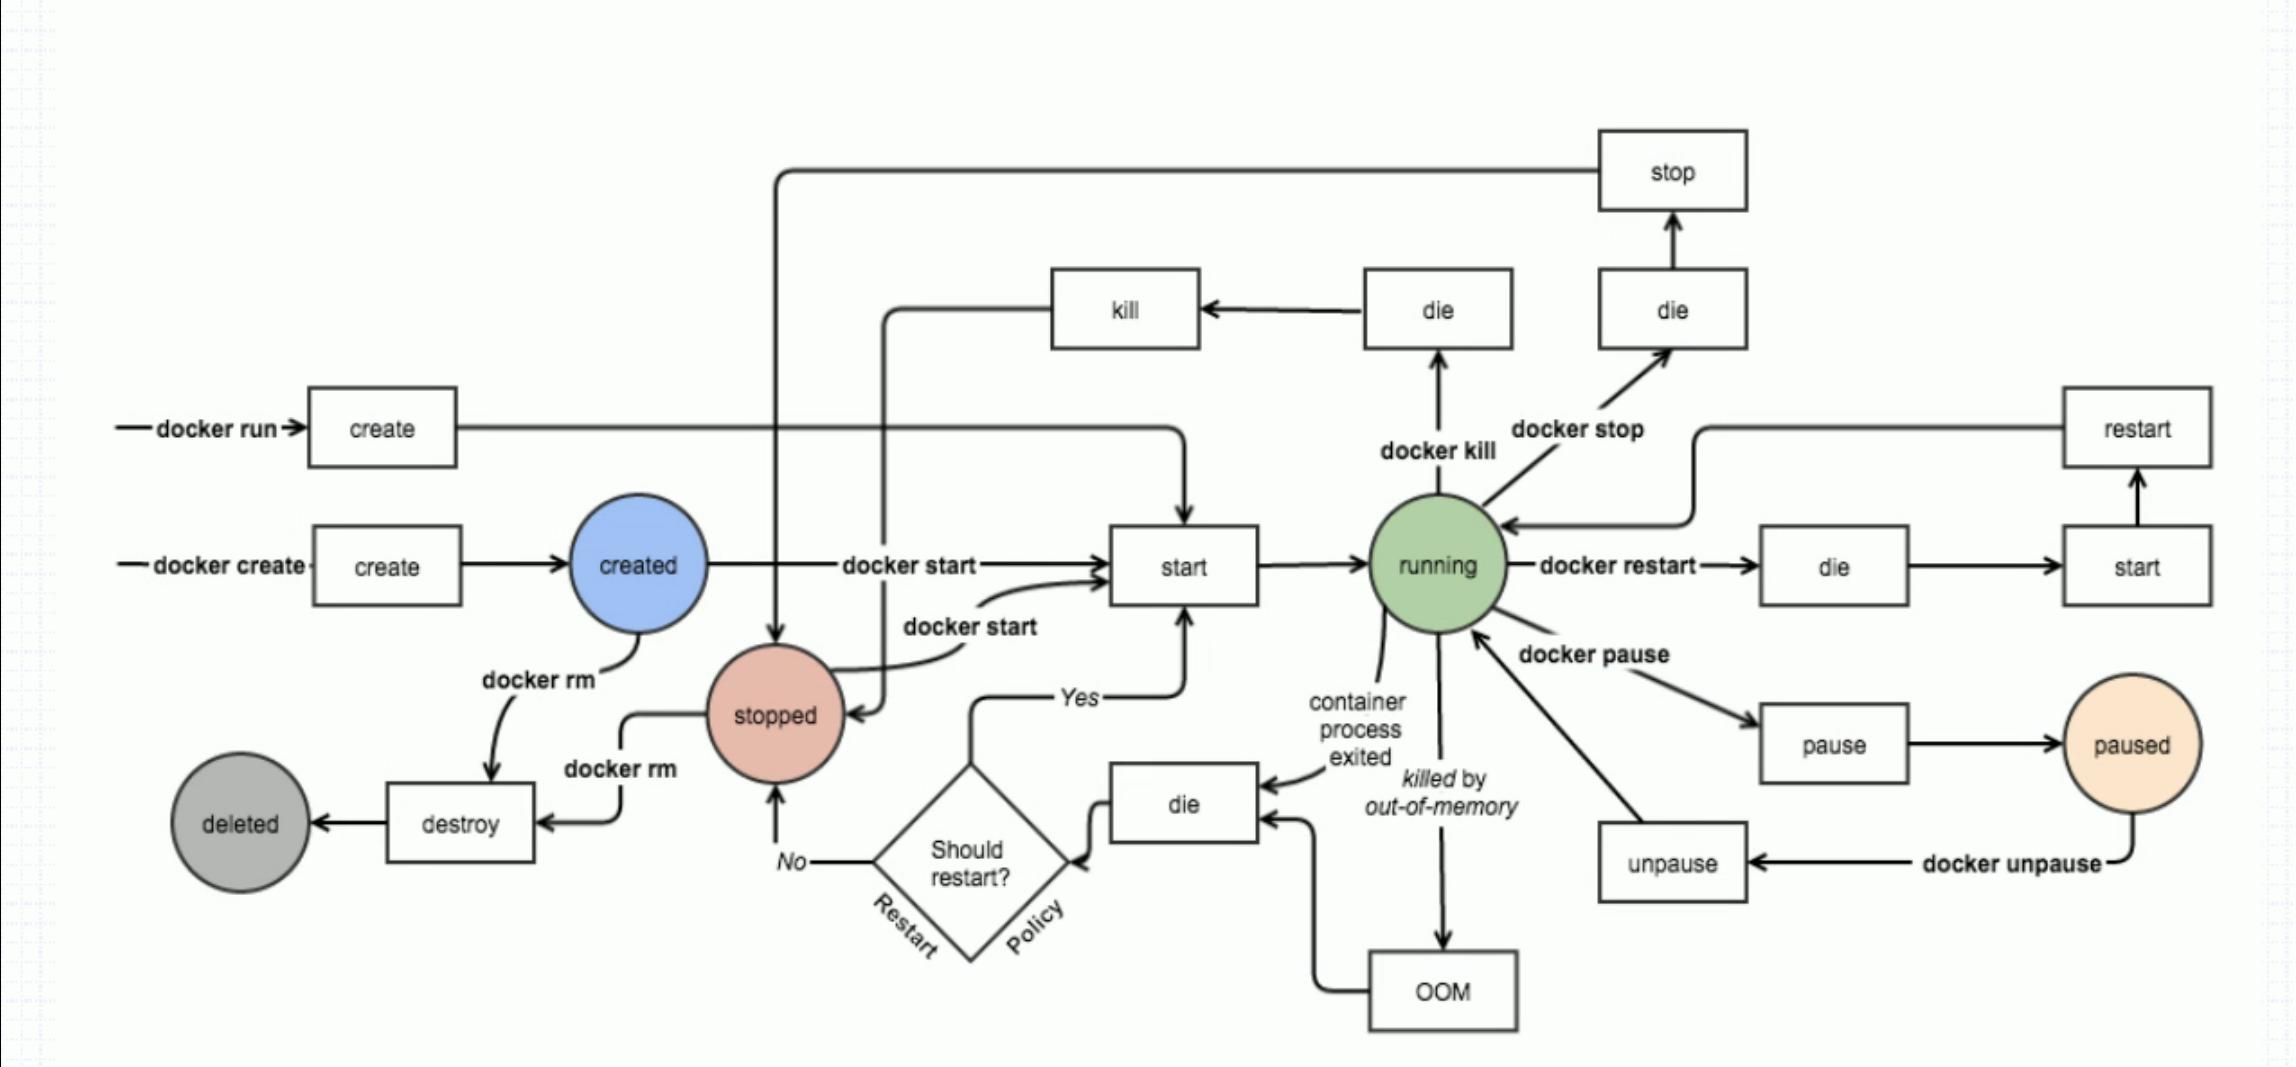 stop
kill
die
die
docker run
create
docker kill
docker stop
restart
docker create
create
created
docker start
start
running
docker restart
die
start
docker start
docker rm
docker pause
stopped
Yes
container
process
exited
pause
paused
docker rm
killed by
out-of-memory
deleted
destroy
die
No
Should
restart?
Restart
Policy
unpause
docker unpause
OOM